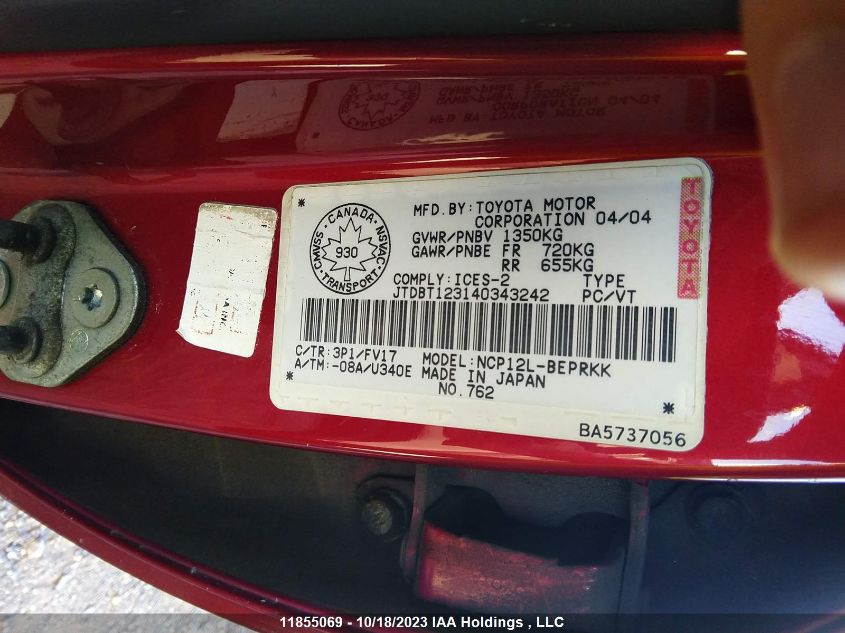 MFD.BY:TOYOTA MOTOR
CORPORATION 04/04
GVWR/PNBV 1350KG
GAWR/PNBE FR 720KG
RR 655KG
COMPLY:ICES-2 TYPE
JTDBT123140343242 PC/VT
CANADA
CMVSS
NSVAC
930
TRANSPORT
TOYOTA
C/TR:3P1/FV17 MODEL:NCP12L-BEPRKK
A/TM:-08A/U340E MADE IN JAPAN
NO.762
BA5737056
11855069 - 10/18/2023 IAA Holdings , LLC